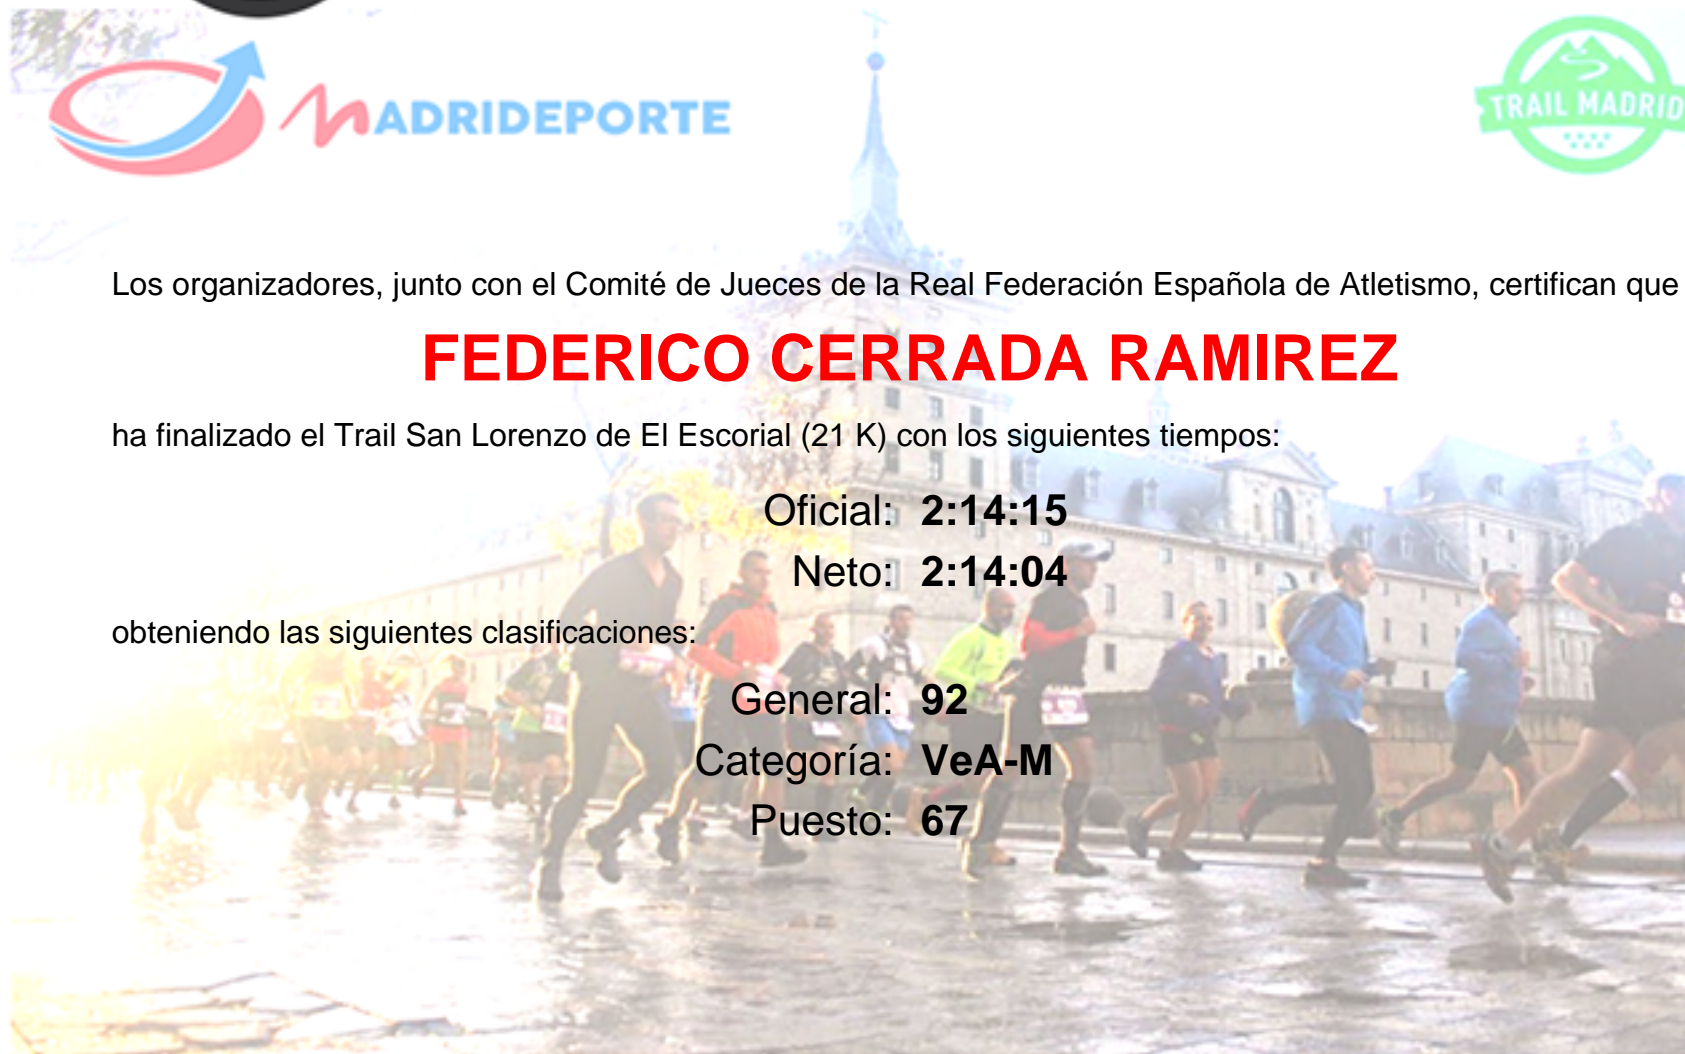 MADRIDEPORTE
TRAIL MADRID
Los organizadores, junto con el Comité de Jueces de la Real Federación Española de Atletismo, certifican que
FEDERICO CERRADA RAMIREZ
ha finalizado el Trail San Lorenzo de El Escorial (21 K) con los siguientes tiempos:
Oficial: 2:14:15
Neto: 2:14:04
obteniendo las siguientes clasificaciones:
General: 92
Categoría: VeA-M
Puesto: 67